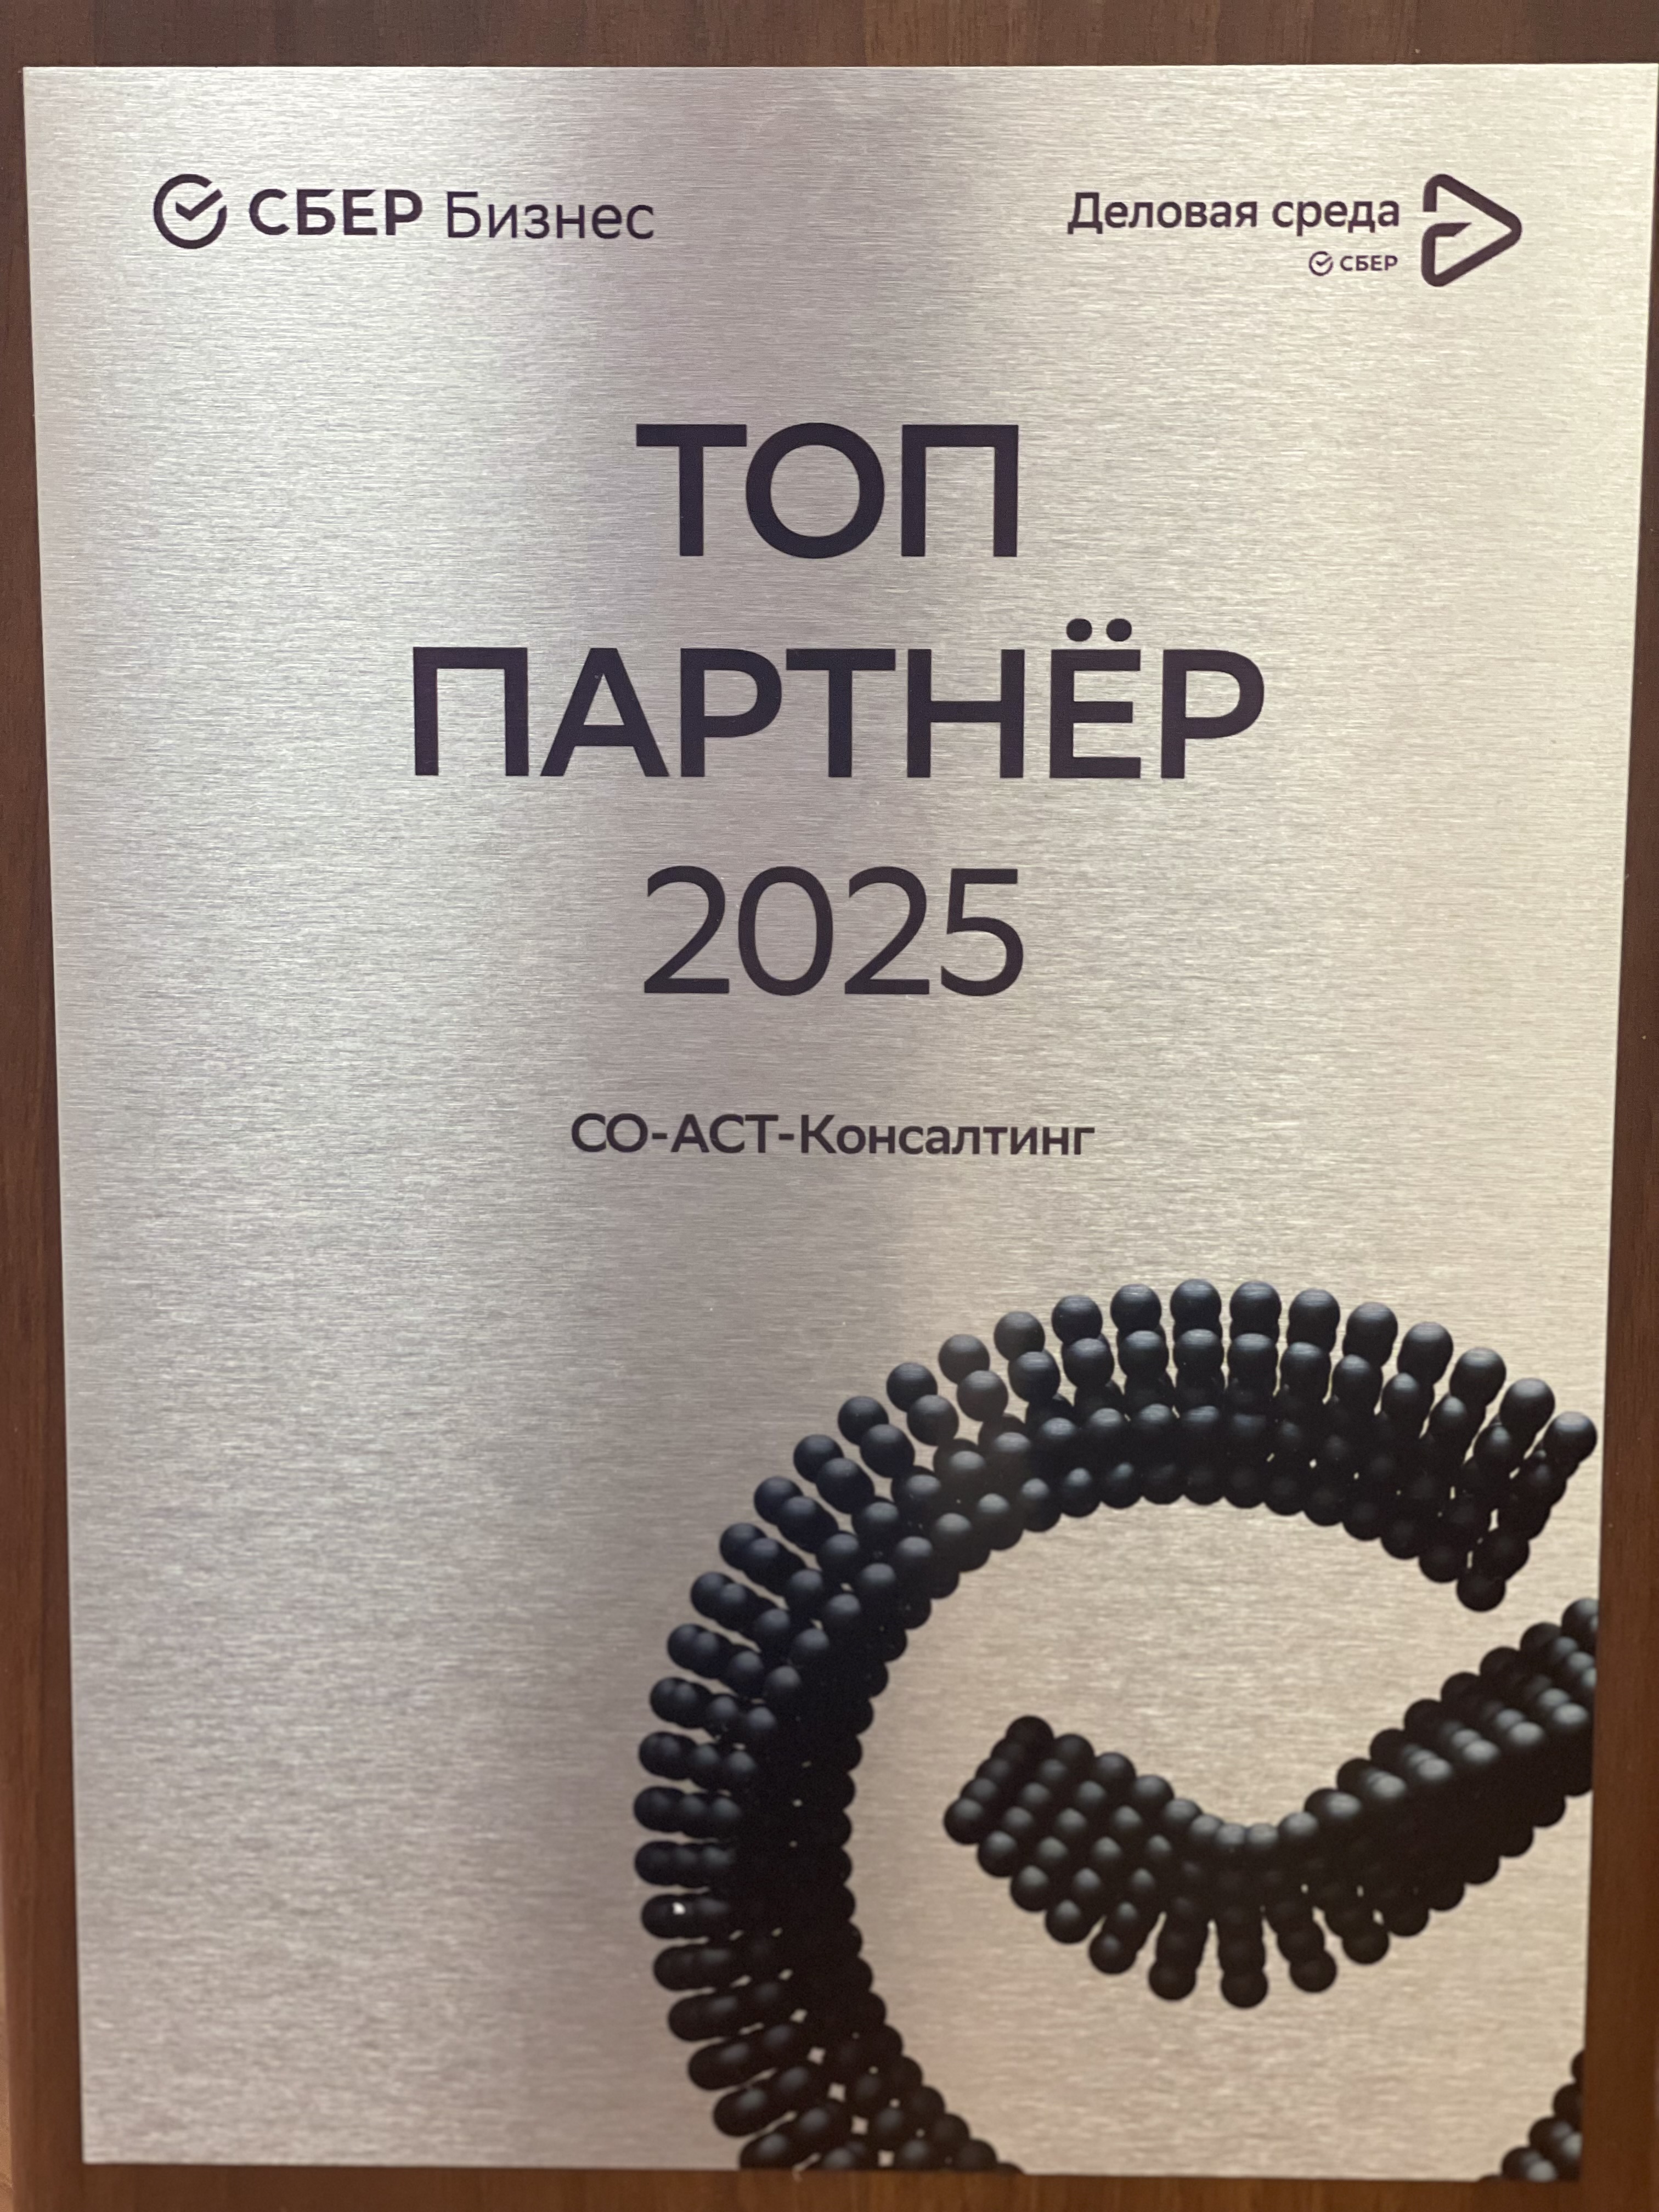 СБЕР Бизнес
Деловая среда
СБЕР
ТОП
ПАРТНЁР
2025
СО-АСТ-Консалтинг